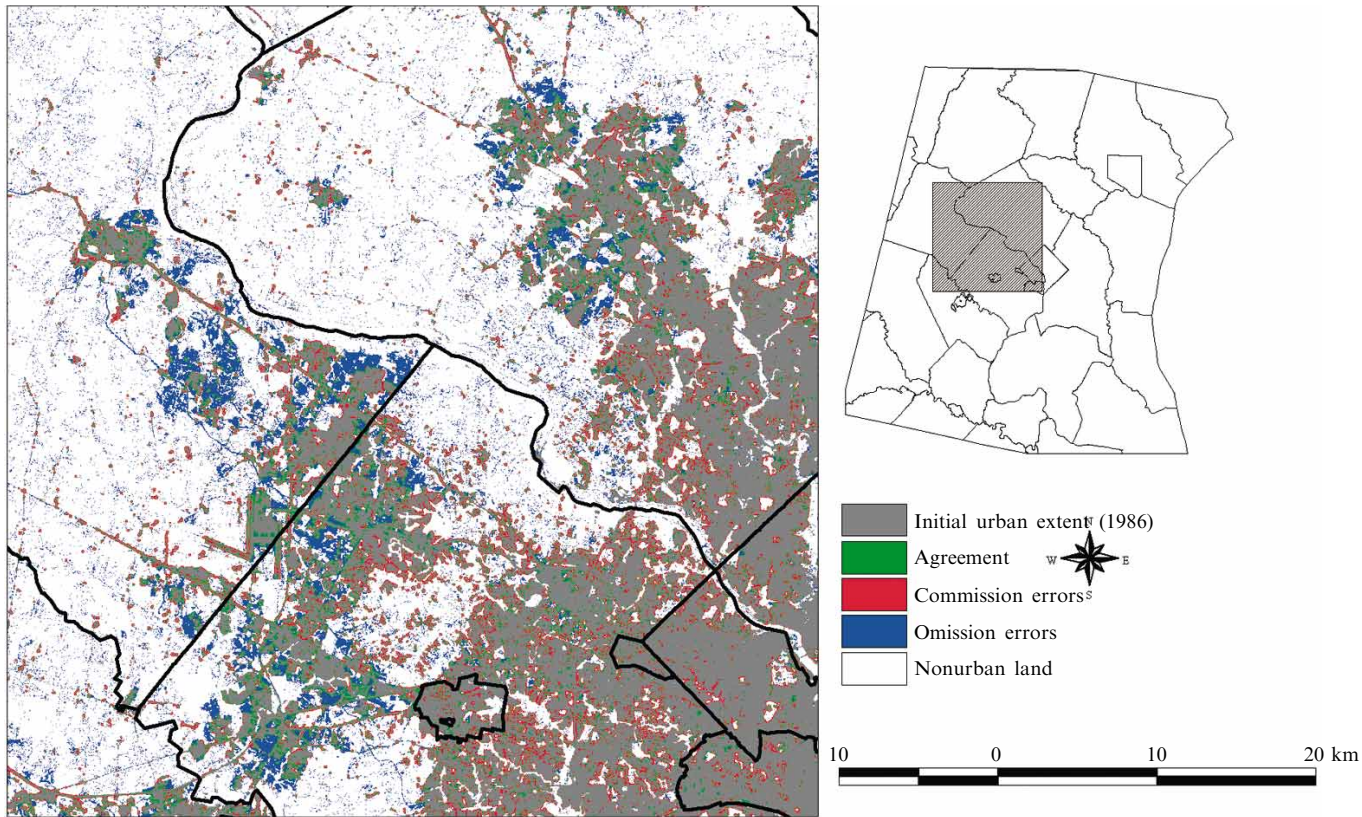 Initial urban extent (1986)
N
Agreement
W E
Commission errors
S
Omission errors
Nonurban land
10 0 10 20 km